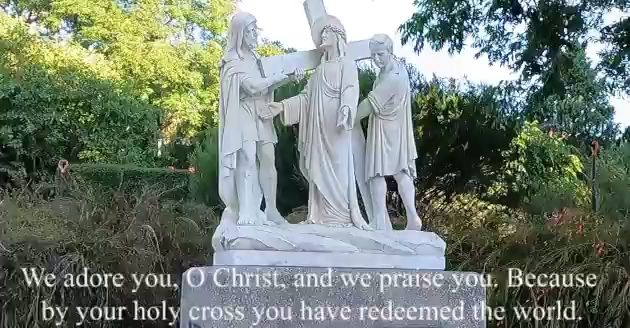 We adore you, O Christ, and we praise you. Because
by your holy cross you have redeemed the world.